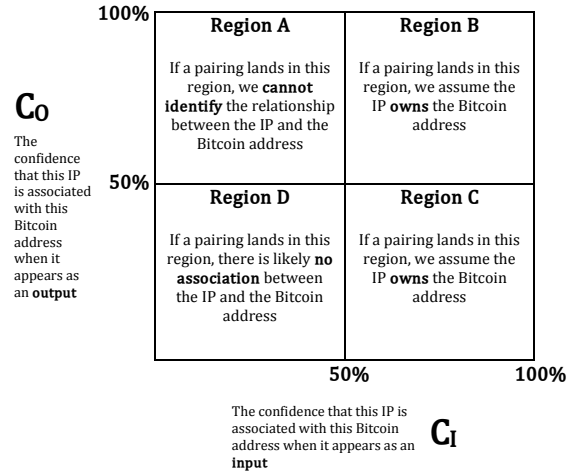 100%
Region A
If a pairing lands in this
region, we cannot
identify the relationship
between the IP and the
Bitcoin address
Region B
If a pairing lands in this
region, we assume the
IP owns the Bitcoin
address
CO
The
confidence
that this IP
is associated
with this
Bitcoin
address
when it
appears as
an output
50%
Region D
If a pairing lands in this
region, there is likely no
association between
the IP and the Bitcoin
address
Region C
If a pairing lands in this
region, we assume the
IP owns the Bitcoin
address
50%
100%
The confidence that this IP is
associated with this Bitcoin
address when it appears as an
input
CI